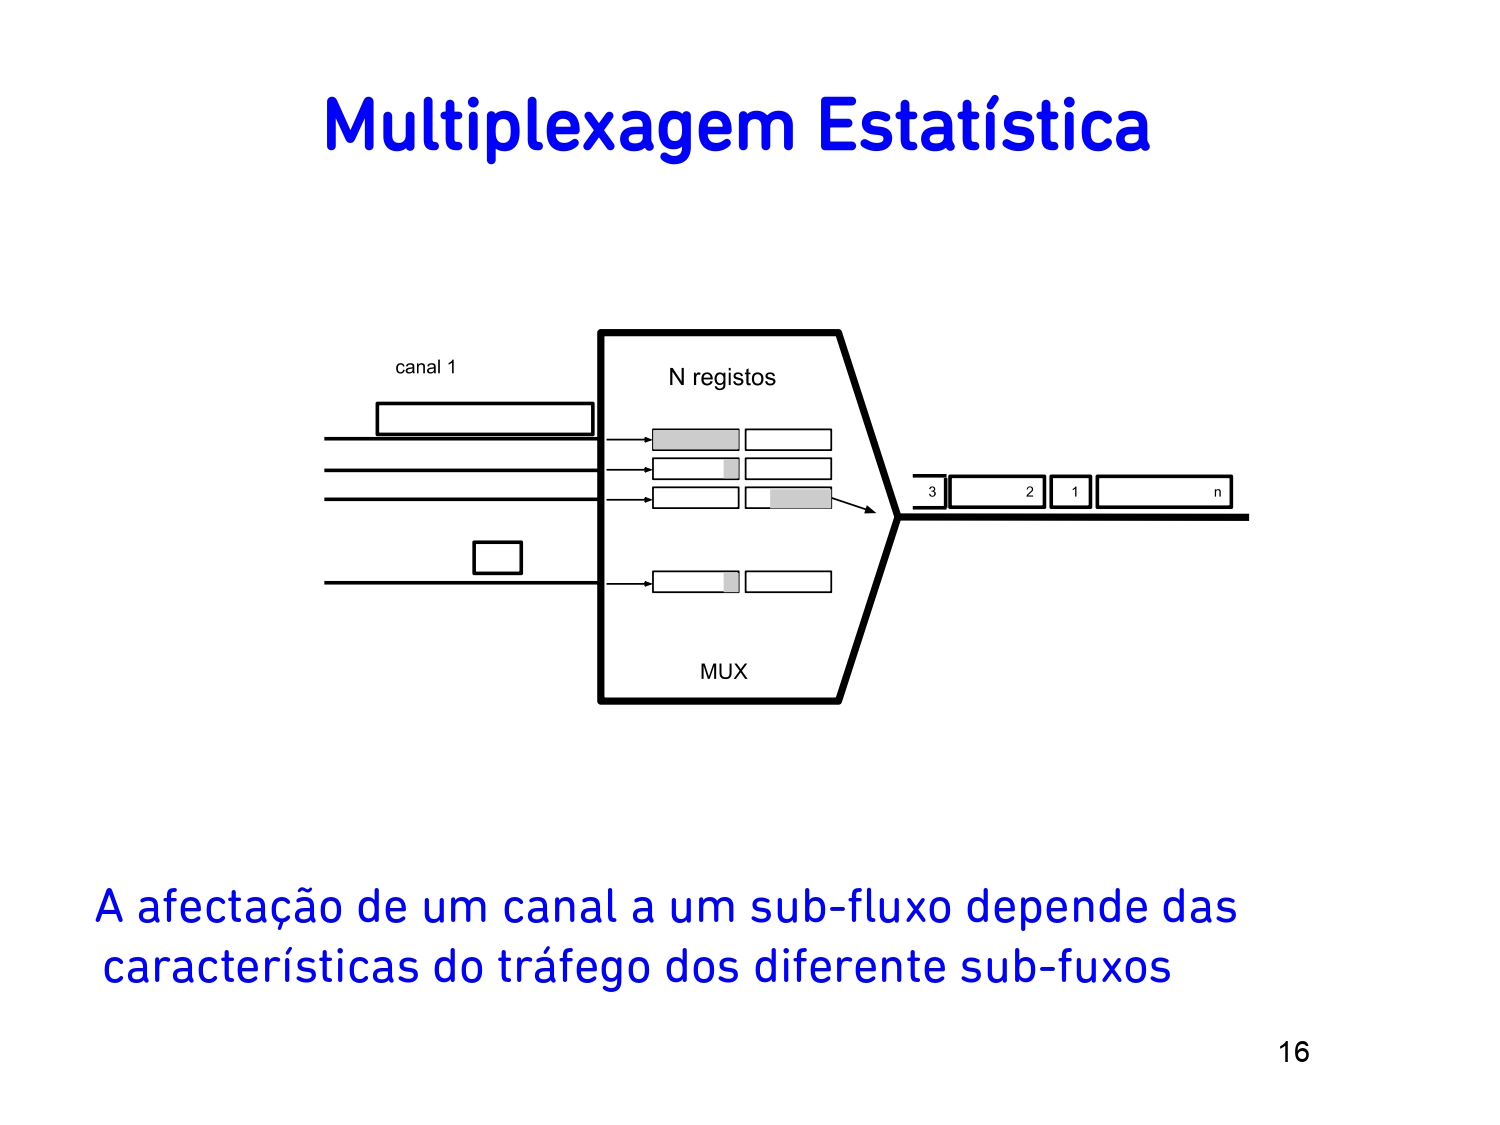 Multiplexagem Estatística
canal 1
N registos
3 2 1 n
MUX
A afectação de um canal a um sub-fluxo depende das
características do tráfego dos diferente sub-fuxos
16